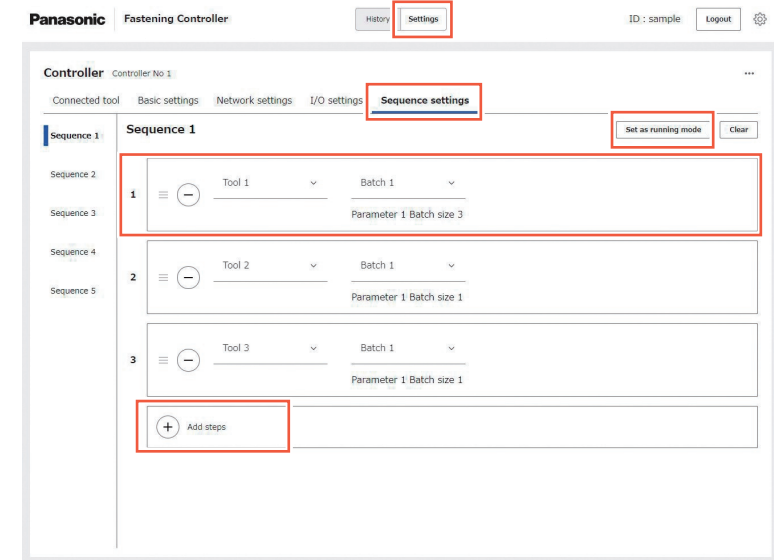 Panasonic Fastening Controller History Settings ID : sample Logout
Controller Controller No 1 ...
Connected tool Basic settings Network settings I/O settings Sequence settings
Sequence 1 Sequence 1 Set as running mode Clear
Sequence 2
Sequence 3
Sequence 4
Sequence 5
1 Tool 1 Batch 1
Parameter 1 Batch size 3
2 Tool 2 Batch 1
Parameter 1 Batch size 1
3 Tool 3 Batch 1
Parameter 1 Batch size 1
Add steps